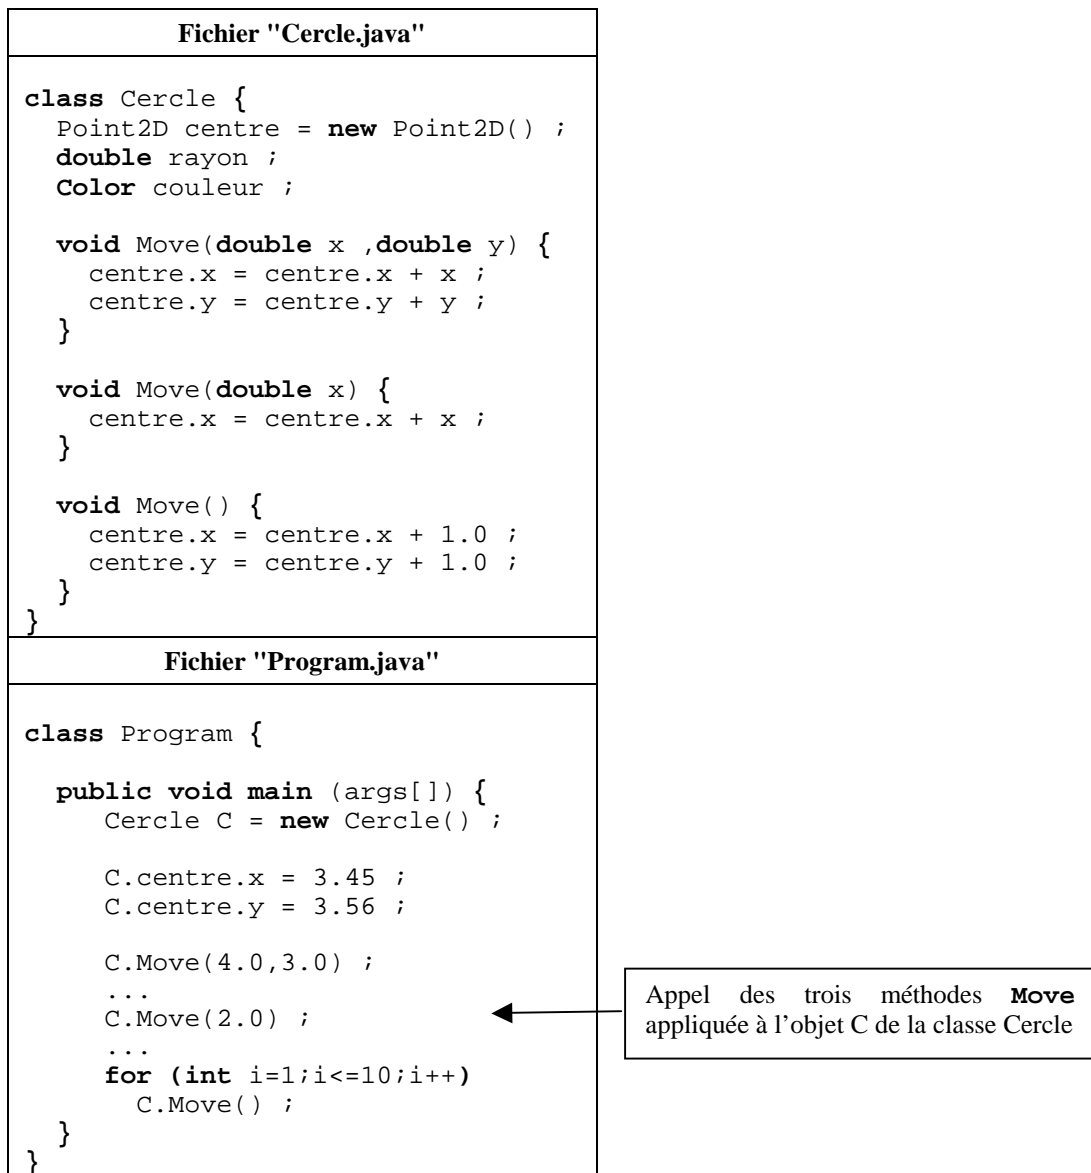 Fichier "Cercle.java"
class Cercle {
Point2D centre = new Point2D() ;
double rayon ;
Color couleur ;
void Move(double x ,double y) {
centre.x = centre.x + x ;
centre.y = centre.y + y ;
}
void Move(double x) {
centre.x = centre.x + x ;
}
void Move() {
centre.x = centre.x + 1.0 ;
centre.y = centre.y + 1.0 ;
}
}
Fichier "Program.java"
class Program {
public void main (args[]) {
Cercle C = new Cercle() ;
C.centre.x = 3.45 ;
C.centre.y = 3.56 ;
C.Move(4.0,3.0) ;
...
C.Move(2.0) ;
...
for (int i=1;i<=10;i++)
C.Move() ;
}
}
Appel des trois méthodes Move
appliquée à l'objet C de la classe Cercle